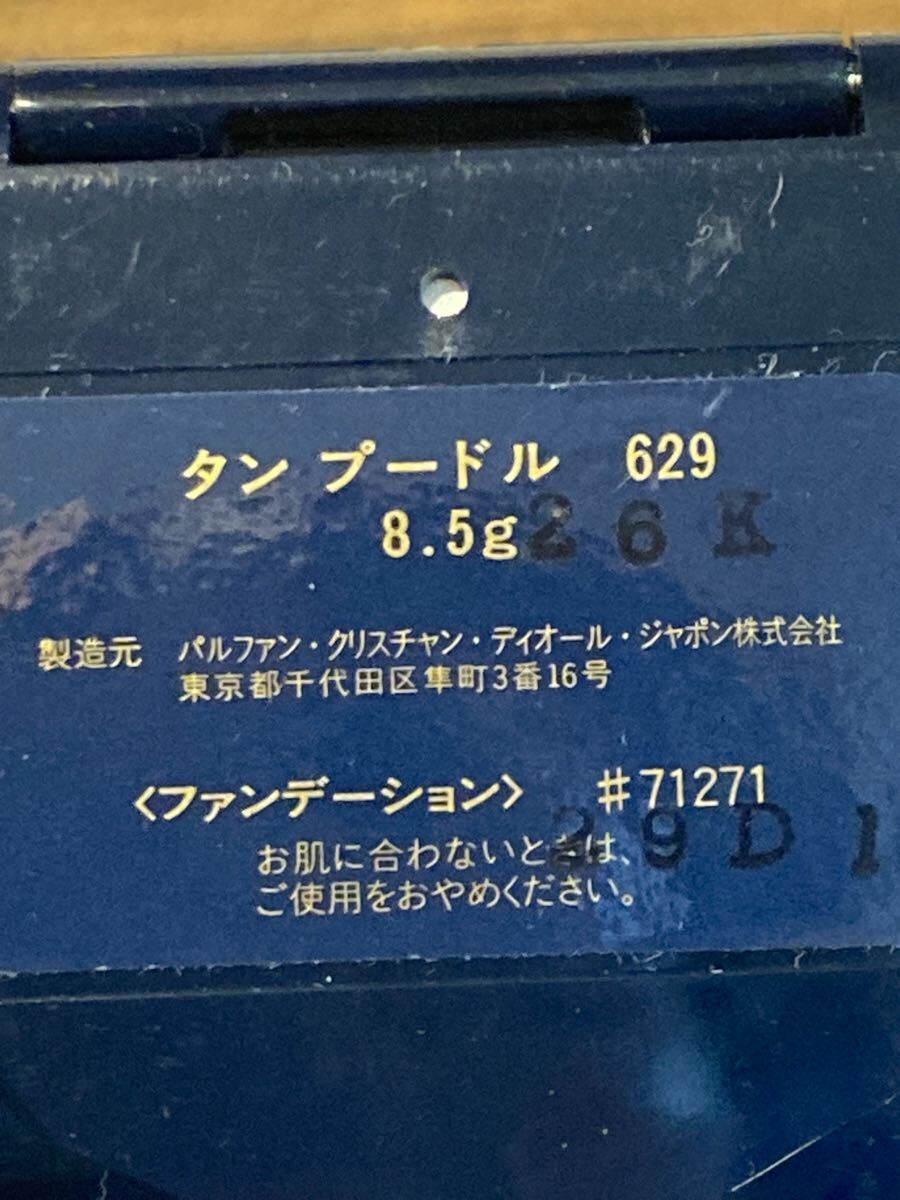 タン プードル 629
8.5g 26K
製造元 パルファン・クリスチャン・ディオール・ジャポン株式会社
東京都千代田区隼町3番16号
〈ファンデーション〉 #71271
29D1
お肌に合わないときは、
ご使用をおやめください。